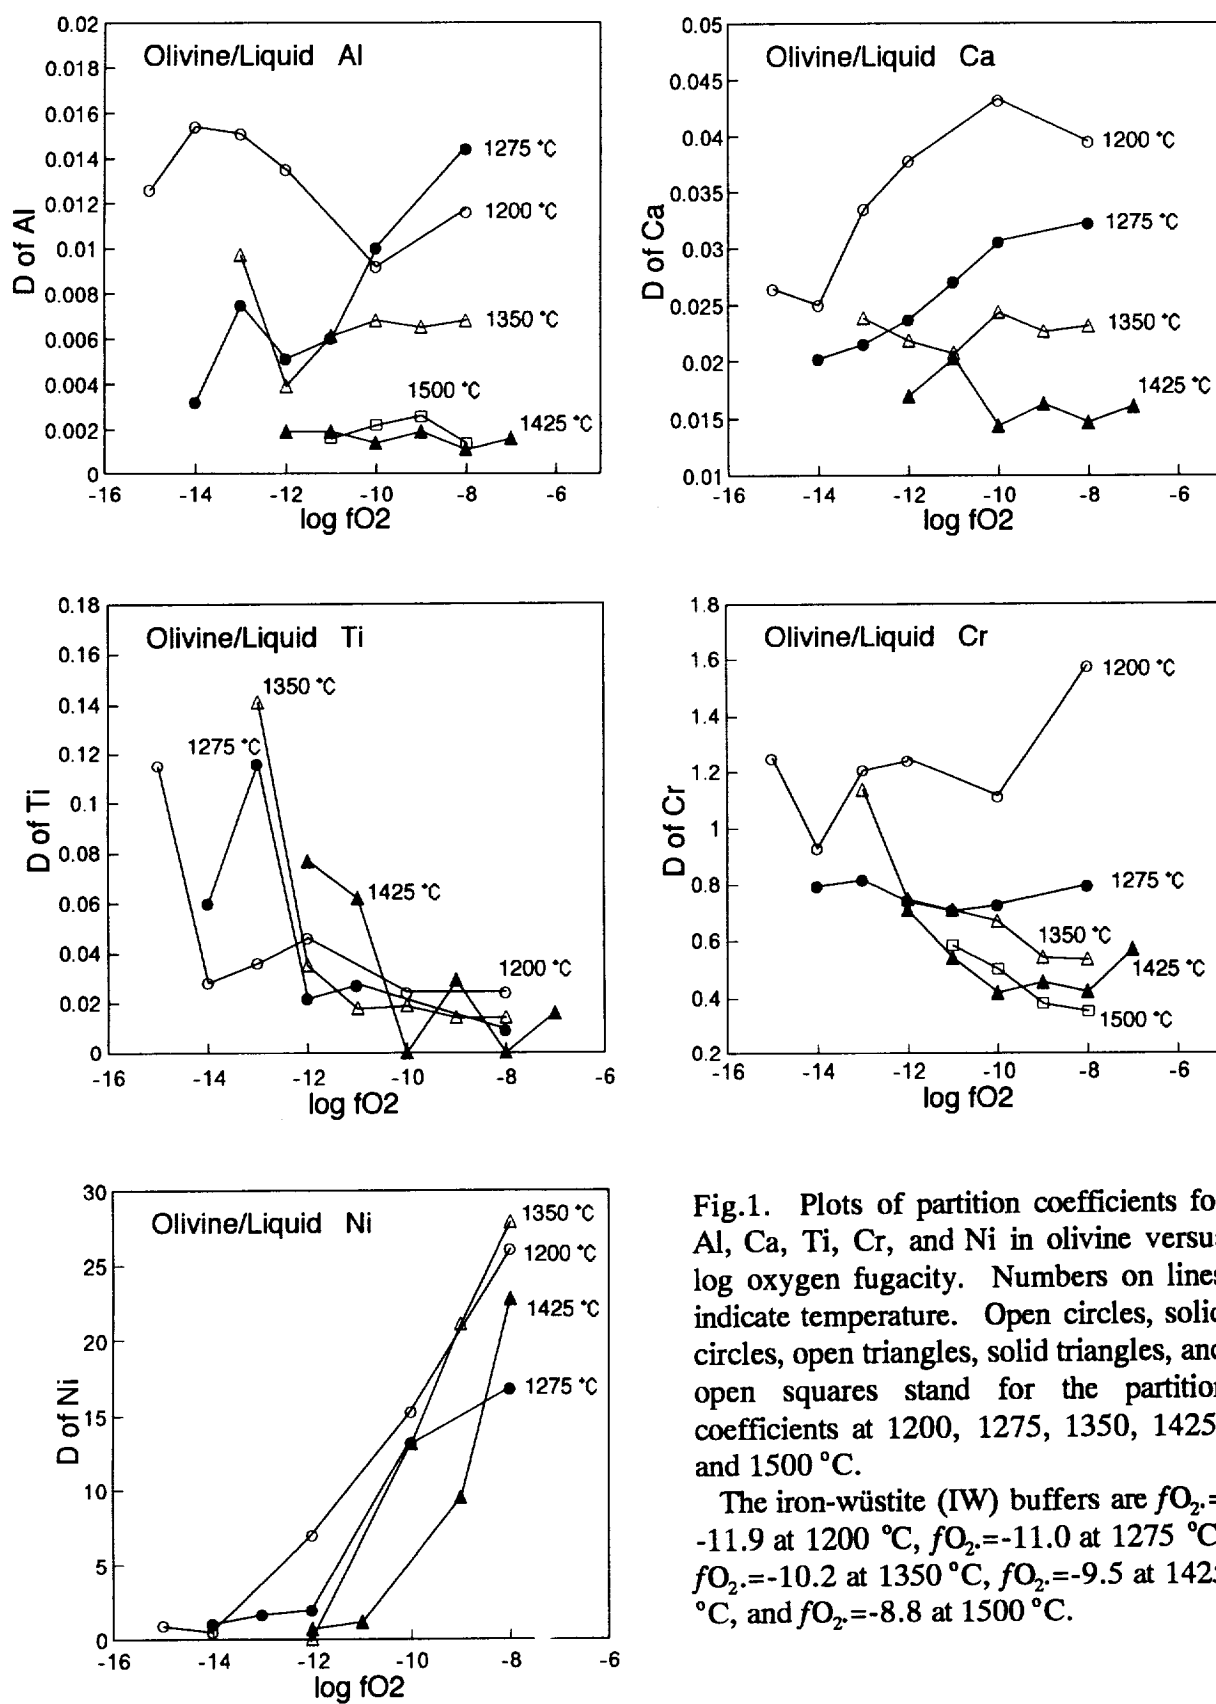 Olivine/Liquid Al
D of Al
0.02
0.018
0.016
0.014
0.012
0.01
0.008
0.006
0.004
0.002
0
1275 °C
1200 °C
1350 °C
1500 °C
1425 °C
-16 -14 -12 -10 -8 -6
log fO2
Olivine/Liquid Ca
D of Ca
0.05
0.045
0.04
0.035
0.03
0.025
0.02
0.015
0.01
1200 °C
1275 °C
1350 °C
1425 °C
-16 -14 -12 -10 -8 -6
log fO2
Olivine/Liquid Ti
D of Ti
0.18
0.16
0.14
0.12
0.1
0.08
0.06
0.04
0.02
0
1350 °C
1275 °C
1425 °C
1200 °C
-16 -14 -12 -10 -8 -6
log fO2
Olivine/Liquid Cr
D of Cr
1.8
1.6
1.4
1.2
1
0.8
0.6
0.4
0.2
1200 °C
1275 °C
1350 °C
1425 °C
1500 °C
-16 -14 -12 -10 -8 -6
log fO2
Olivine/Liquid Ni
D of Ni
30
25
20
15
10
5
0
1350 °C
1200 °C
1425 °C
1275 °C
-16 -14 -12 -10 -8 -6
log fO2
Fig.1. Plots of partition coefficients fo
Al, Ca, Ti, Cr, and Ni in olivine versu
log oxygen fugacity. Numbers on lines
indicate temperature. Open circles, solid
circles, open triangles, solid triangles, and
open squares stand for the partition
coefficients at 1200, 1275, 1350, 1425
and 1500 °C.
The iron-wüstite (IW) buffers are fO₂.=
-11.9 at 1200 °C, fO₂.=-11.0 at 1275 °C
fO₂.=-10.2 at 1350 °C, fO₂.=-9.5 at 1425
°C, and fO₂.=-8.8 at 1500 °C.